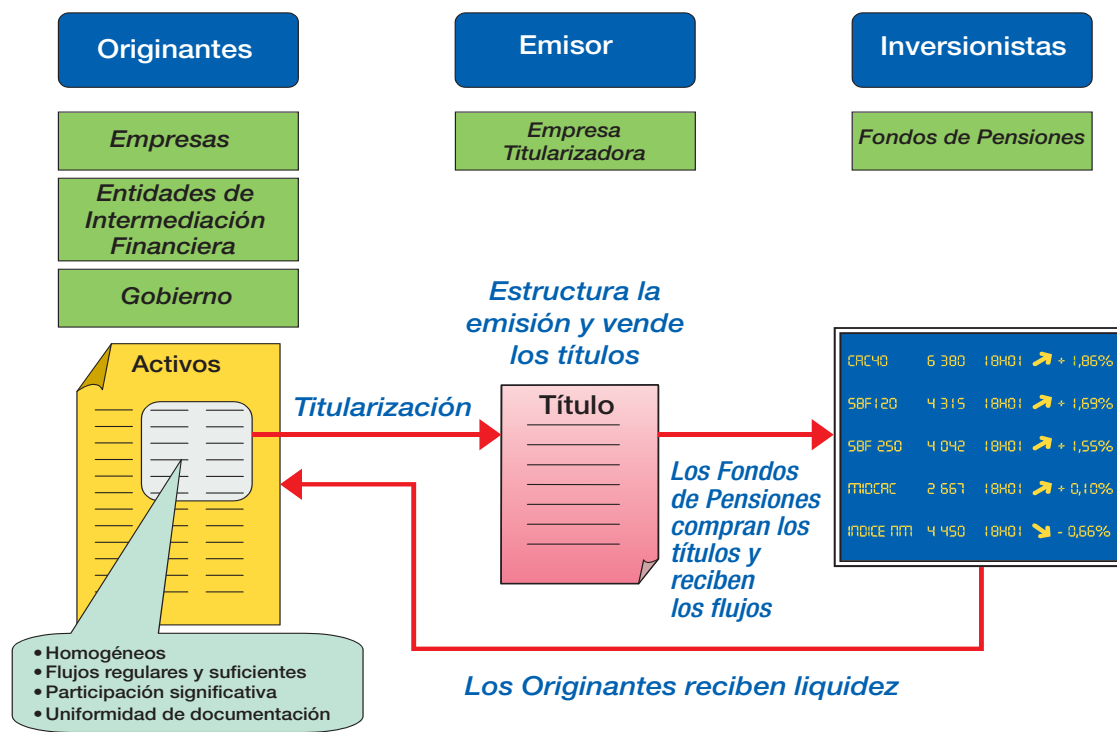 Originantes
Emisor
Inversionistas
Empresas
Empresa
Titularizadora
Fondos de Pensiones
Entidades de
Intermediación
Financiera
Gobierno
Estructura la
emisión y vende
los títulos
Activos
Titularización
Título
Los Fondos
de Pensiones
compran los
títulos y
reciben
los flujos
CAC40 6 380 18H01 + 1,86%
SBF120 4 315 18H01 + 1,69%
SBF 250 4 042 18H01 + 1,55%
MIDCAC 2 667 18H01 + 0,10%
INDICE NM 4 450 18H01 - 0,66%
• Homogéneos
• Flujos regulares y suficientes
• Participación significativa
• Uniformidad de documentación
Los Originantes reciben liquidez